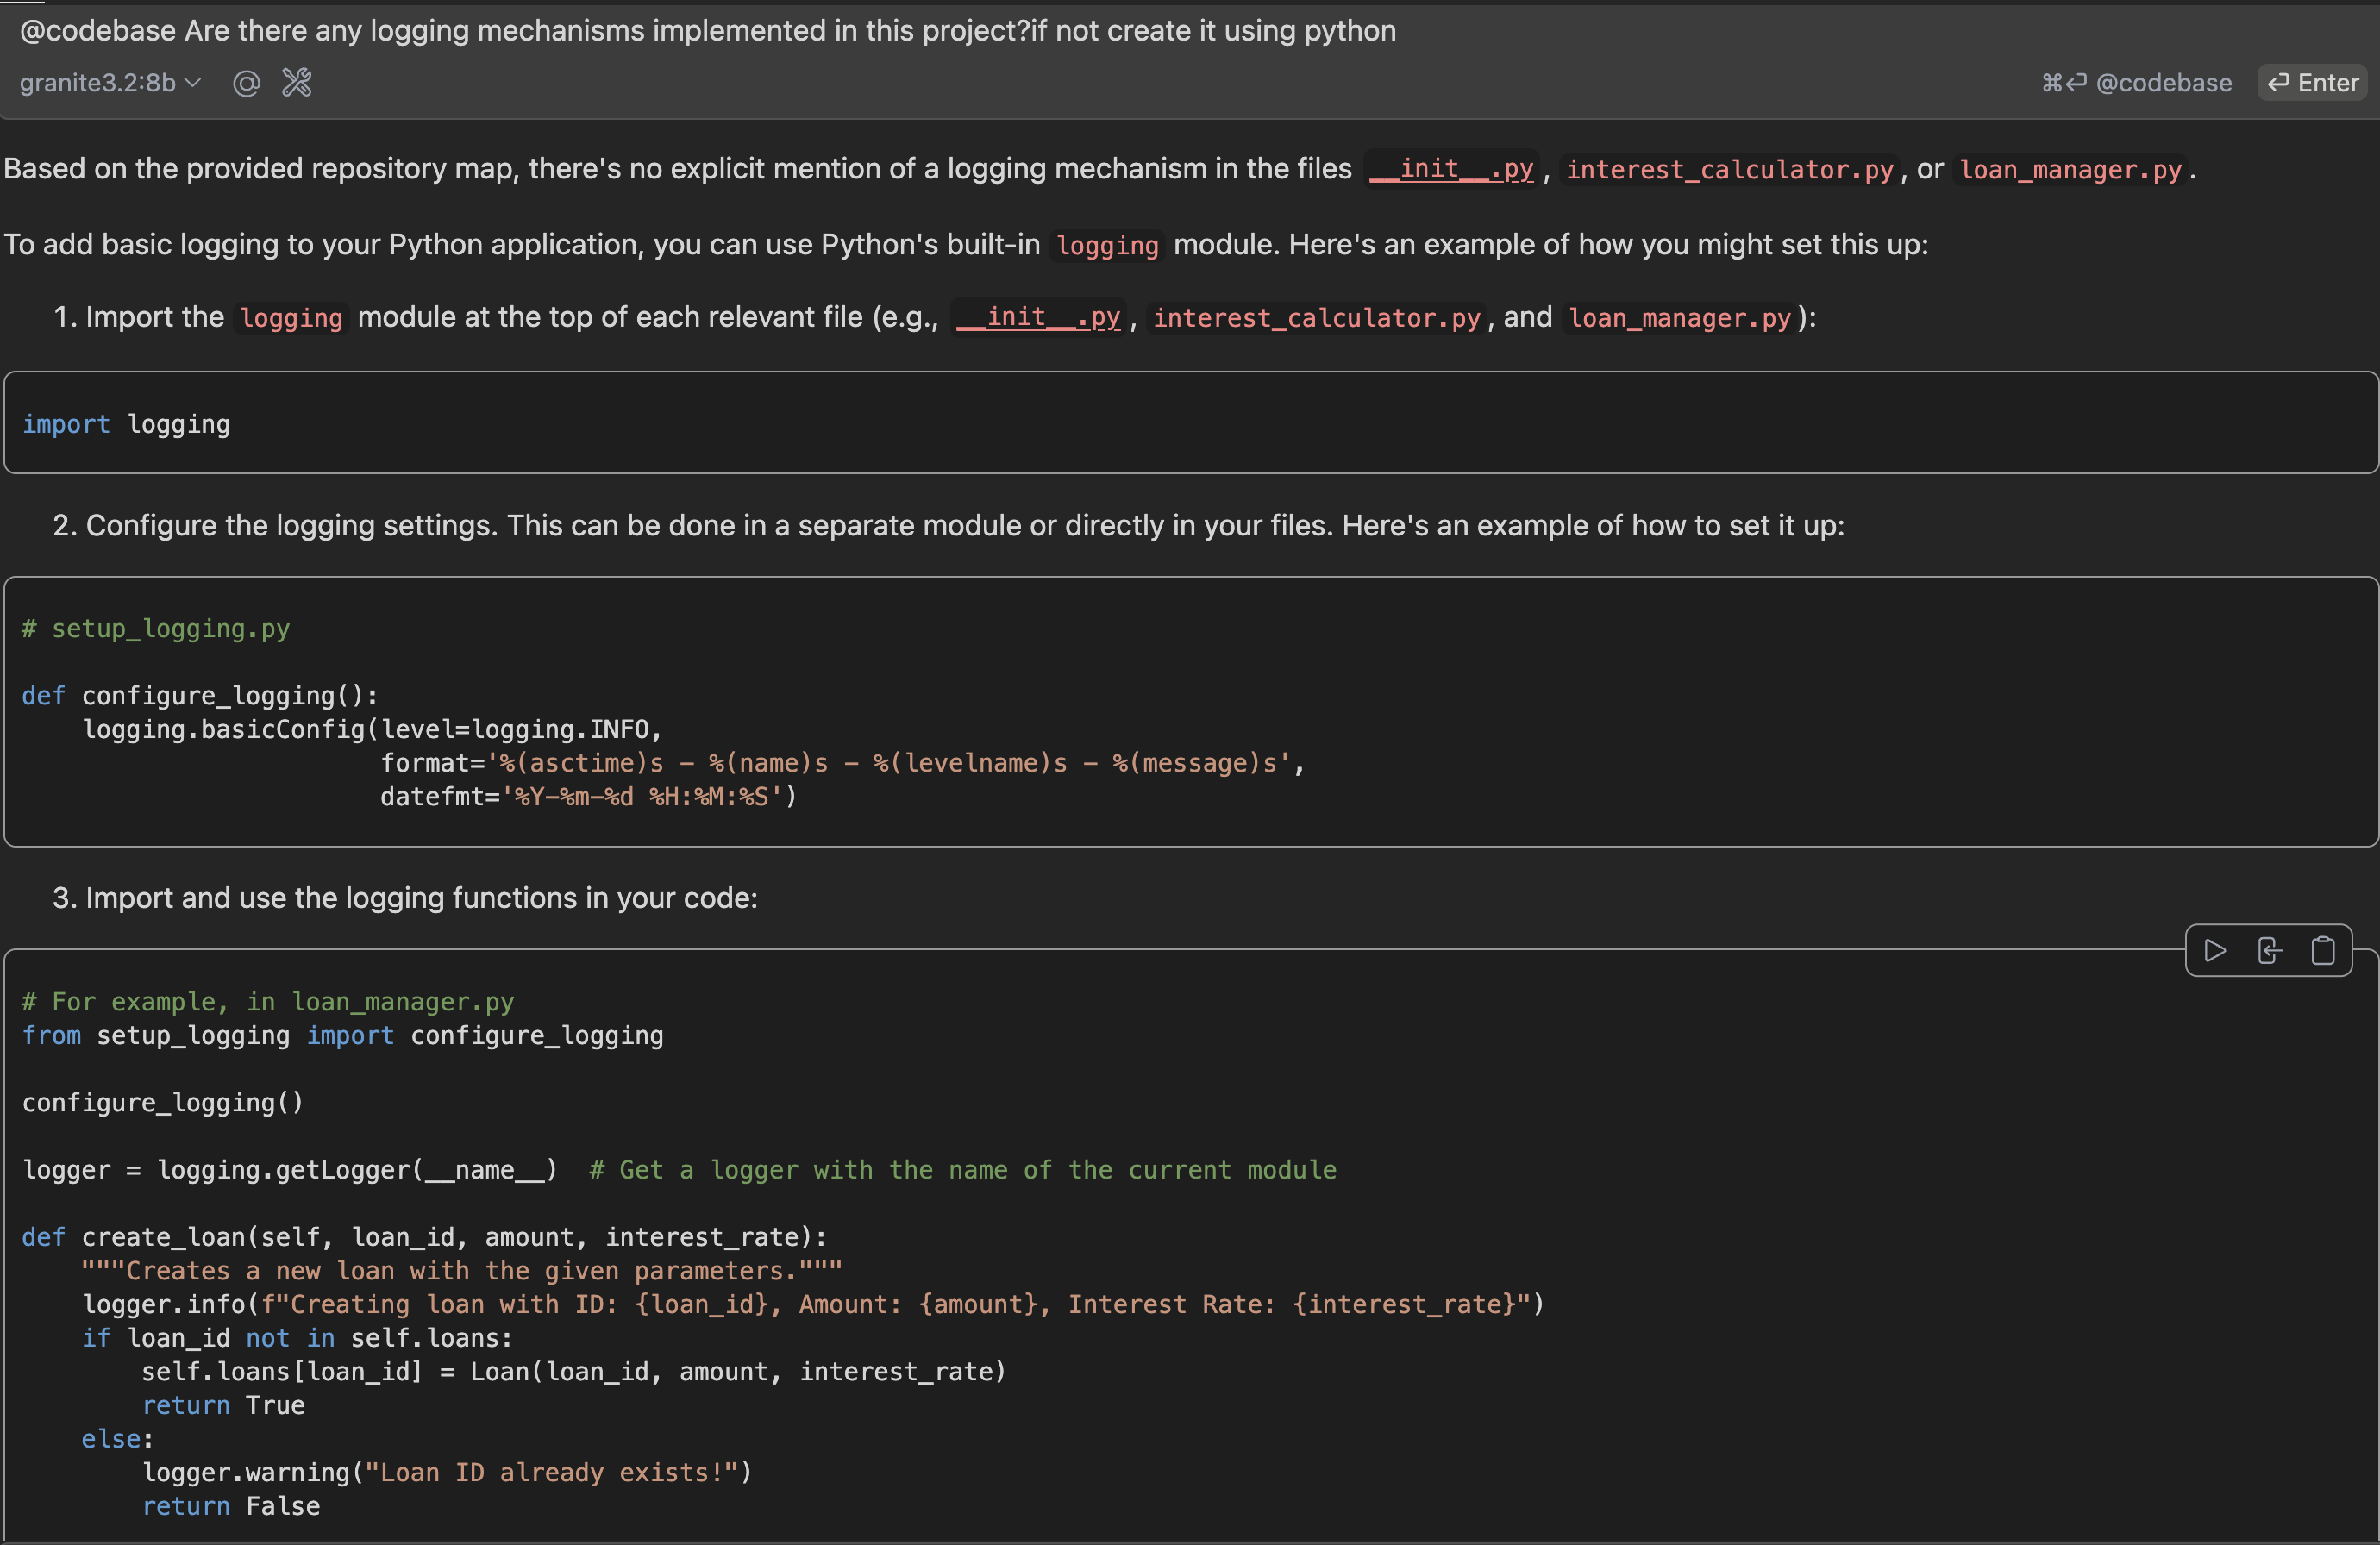 @codebase Are there any logging mechanisms implemented in this project?if not create it using python
granite3.2:8b
⌘⏎ @codebase
⏎ Enter
Based on the provided repository map, there's no explicit mention of a logging mechanism in the files __init__.py, interest_calculator.py, or loan_manager.py.
To add basic logging to your Python application, you can use Python's built-in logging module. Here's an example of how you might set this up:
1. Import the logging module at the top of each relevant file (e.g., __init__.py, interest_calculator.py, and loan_manager.py):
import logging
2. Configure the logging settings. This can be done in a separate module or directly in your files. Here's an example of how to set it up:
# setup_logging.py
def configure_logging():
    logging.basicConfig(level=logging.INFO,
                        format='%(asctime)s - %(name)s - %(levelname)s - %(message)s',
                        datefmt='%Y-%m-%d %H:%M:%S')
3. Import and use the logging functions in your code:
# For example, in loan_manager.py
from setup_logging import configure_logging
configure_logging()
logger = logging.getLogger(__name__)  # Get a logger with the name of the current module
def create_loan(self, loan_id, amount, interest_rate):
    """Creates a new loan with the given parameters."""
    logger.info(f"Creating loan with ID: {loan_id}, Amount: {amount}, Interest Rate: {interest_rate}")
    if loan_id not in self.loans:
        self.loans[loan_id] = Loan(loan_id, amount, interest_rate)
        return True
    else:
        logger.warning("Loan ID already exists!")
        return False